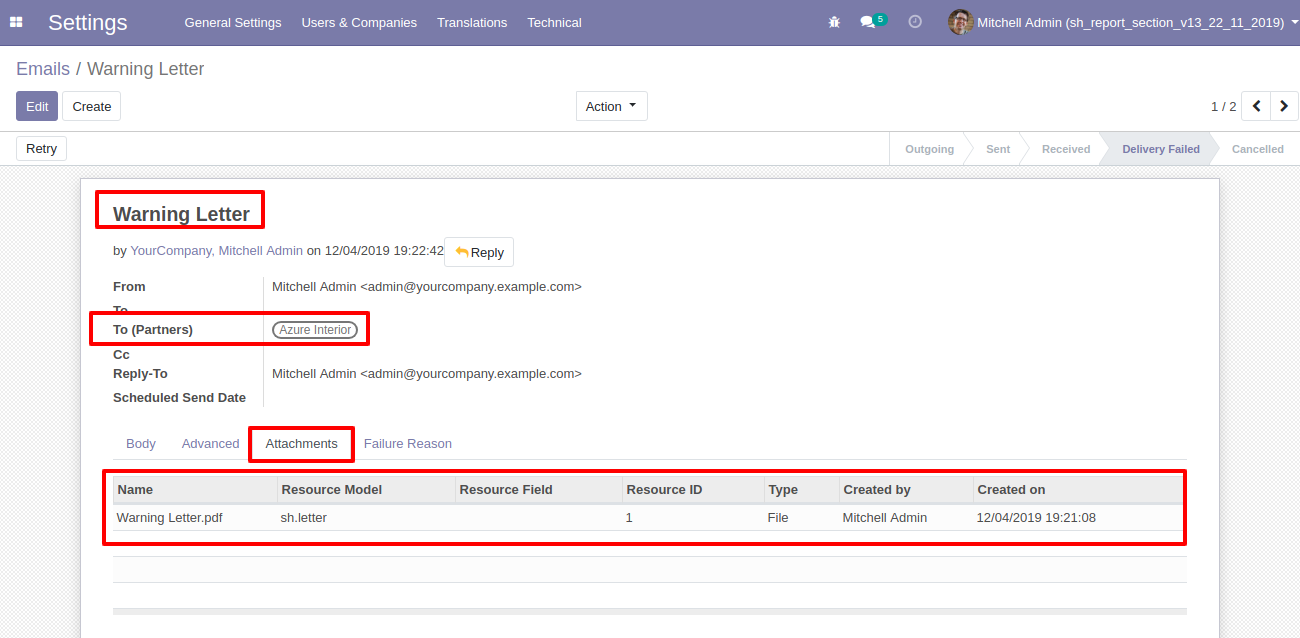 Settings General Settings Users & Companies Translations Technical 5 Mitchell Admin (sh_report_section_v13_22_11_2019)
Emails / Warning Letter
Edit Create Action 1 / 2
Retry Outgoing Sent Received Delivery Failed Cancelled
Warning Letter
by YourCompany, Mitchell Admin on 12/04/2019 19:22:42 Reply
From Mitchell Admin <admin@yourcompany.example.com>
To
To (Partners) Azure Interior
Cc
Reply-To Mitchell Admin <admin@yourcompany.example.com>
Scheduled Send Date
Body Advanced Attachments Failure Reason
Name Resource Model Resource Field Resource ID Type Created by Created on
Warning Letter.pdf sh.letter 1 File Mitchell Admin 12/04/2019 19:21:08